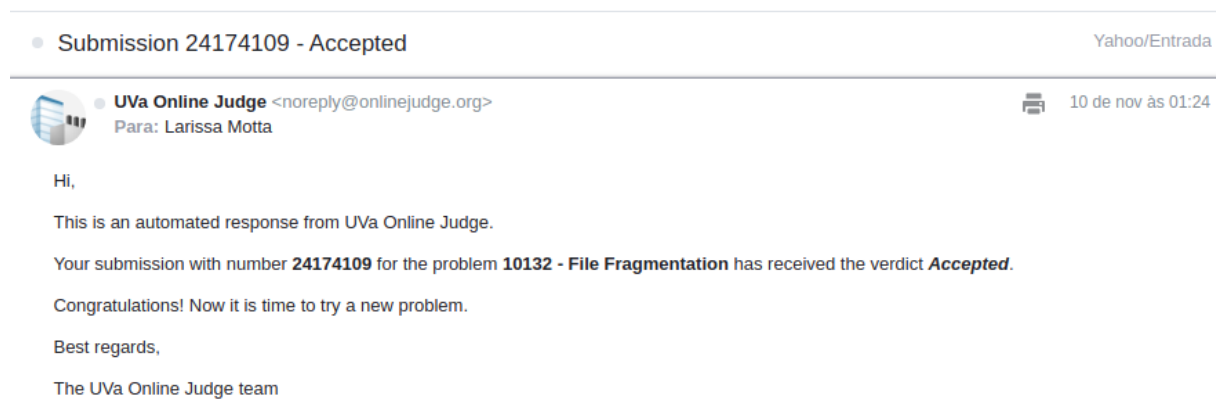 Submission 24174109 - Accepted
Yahoo/Entrada
UVa Online Judge <noreply@onlinejudge.org>
10 de nov às 01:24
Para: Larissa Motta
Hi,
This is an automated response from UVa Online Judge.
Your submission with number 24174109 for the problem 10132 - File Fragmentation has received the verdict Accepted.
Congratulations! Now it is time to try a new problem.
Best regards,
The UVa Online Judge team